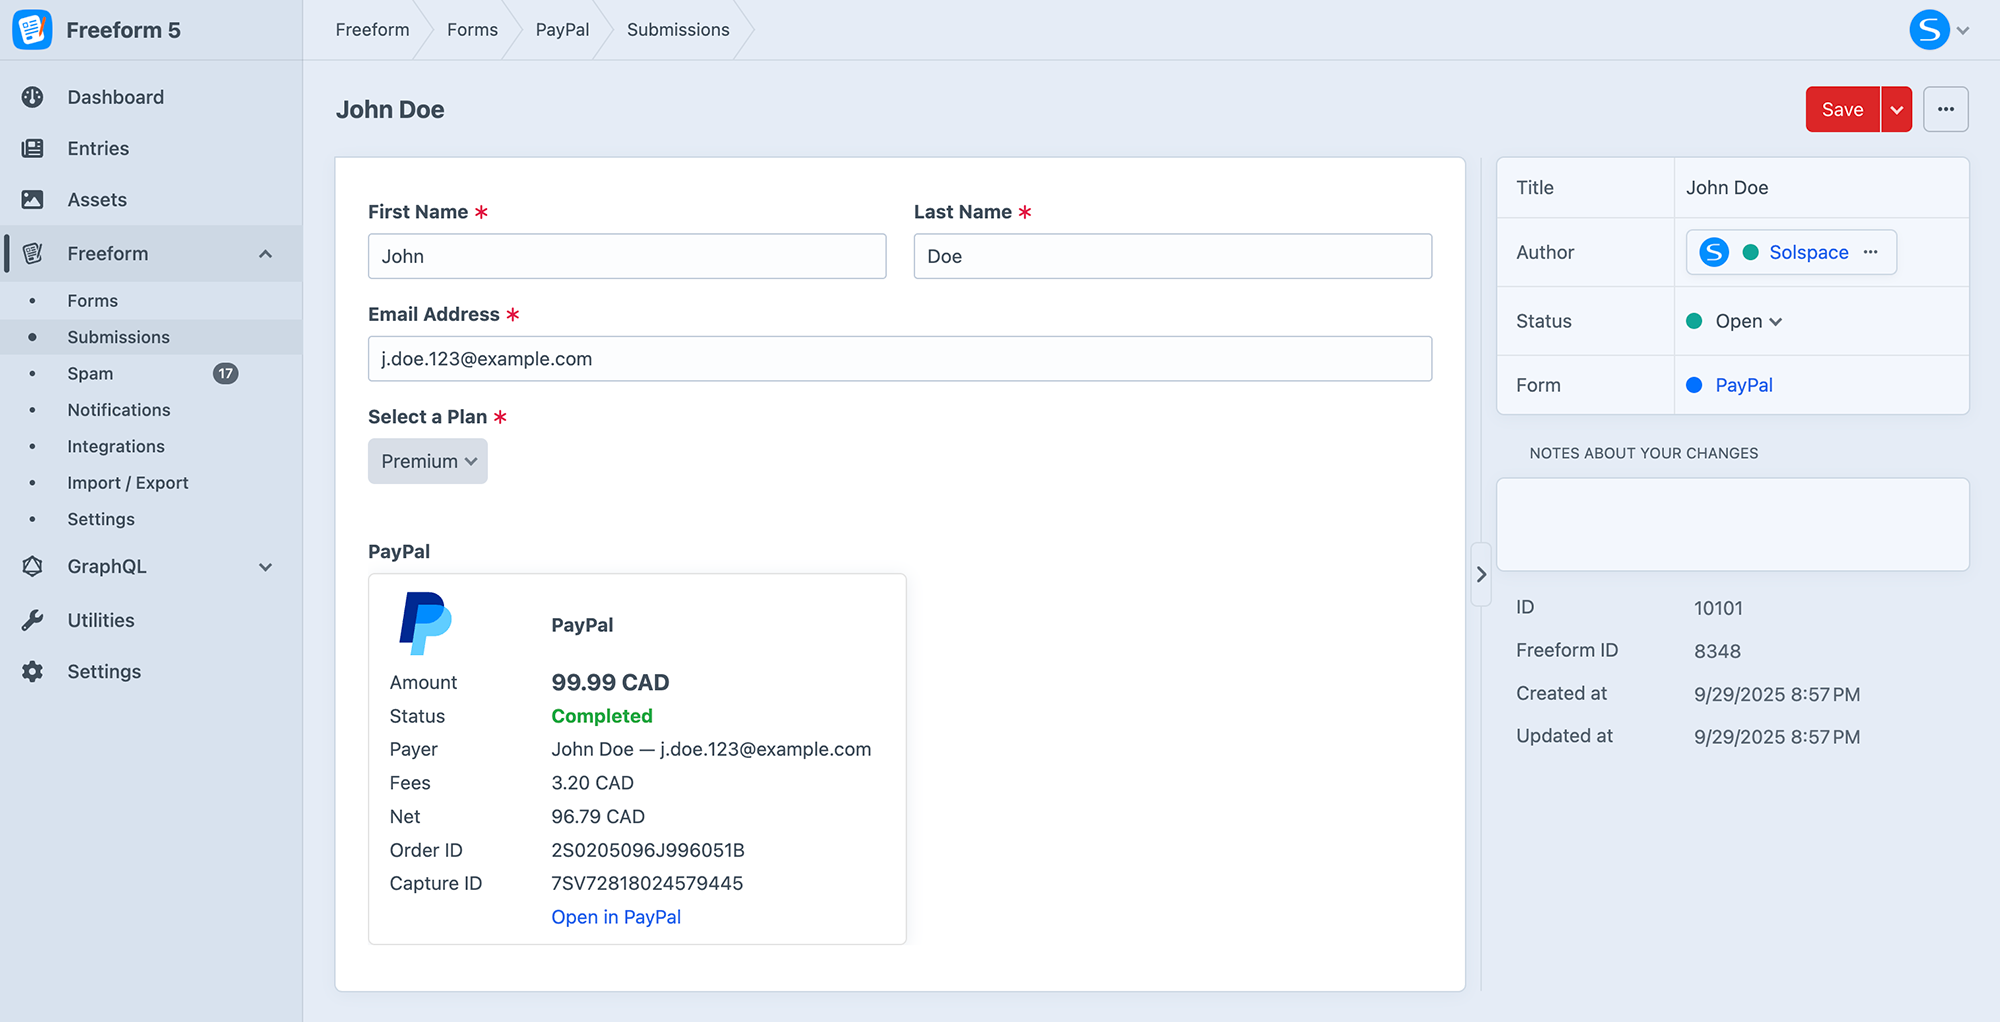 Freeform 5
Freeform
Forms
PayPal
Submissions
S
Dashboard
Entries
Assets
Freeform
Forms
Submissions
Spam 17
Notifications
Integrations
Import / Export
Settings
GraphQL
Utilities
Settings
John Doe
Save
...
First Name *
Last Name *
John
Doe
Email Address *
j.doe.123@example.com
Select a Plan *
Premium
PayPal
PayPal
Amount 99.99 CAD
Status Completed
Payer John Doe — j.doe.123@example.com
Fees 3.20 CAD
Net 96.79 CAD
Order ID 2S0205096J996051B
Capture ID 7SV72818024579445
Open in PayPal
Title John Doe
Author S Solspace ...
Status Open
Form PayPal
NOTES ABOUT YOUR CHANGES
ID 10101
Freeform ID 8348
Created at 9/29/2025 8:57 PM
Updated at 9/29/2025 8:57 PM